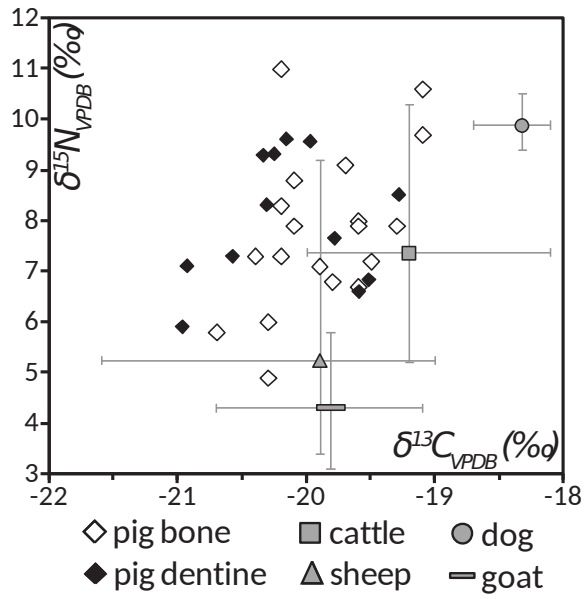 12
11
10
9
8
7
6
5
4
3
δ15NVPDB (‰)
δ13CVPDB (‰)
-22 -21 -20 -19 -18
pig bone cattle dog
pig dentine sheep goat